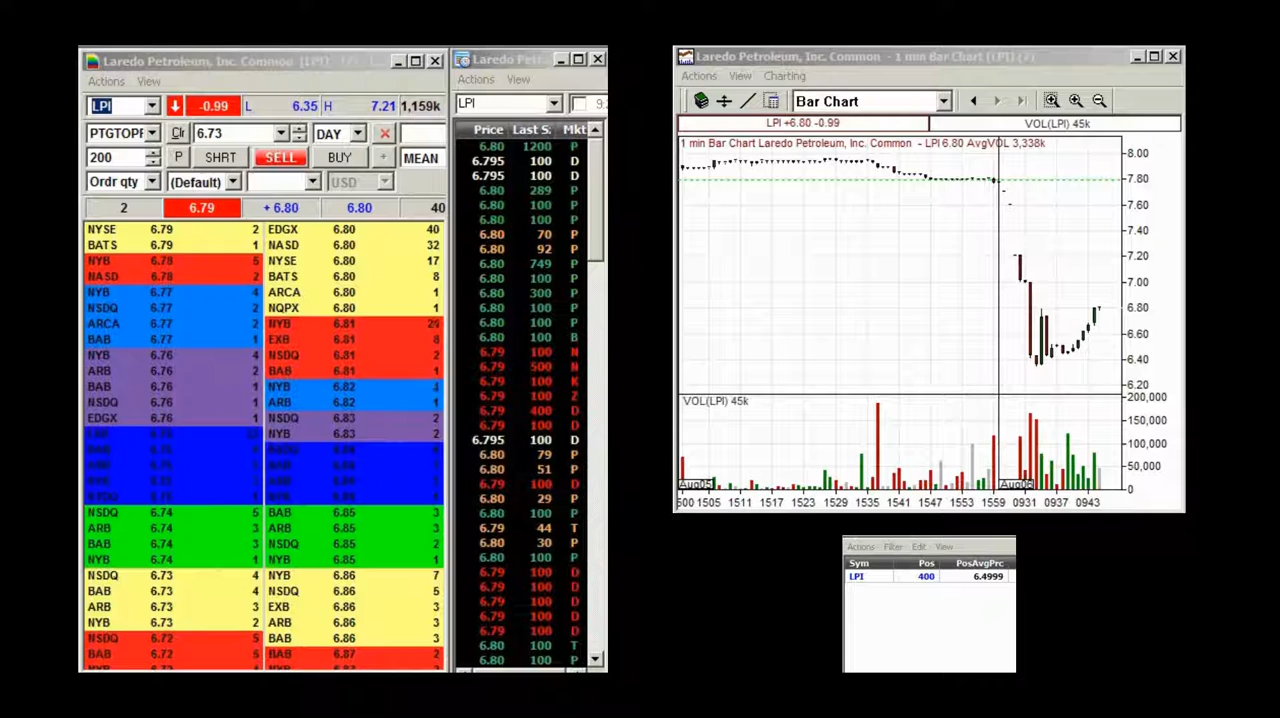 Laredo Petroleum, Inc. Common [LPI]
Actions View
LPI -0.99 L 6.35 H 7.21 1,159k
PTGTOPF Clr 6.73 DAY
200 P SHRT SELL BUY + MEAN
Ordr qty (Default) USD
2 6.79 + 6.80 6.80 40
NYSE 6.79 2 EDGX 6.80 40
BATS 6.79 1 NASD 6.80 32
NYB 6.78 5 NYSE 6.80 17
NASD 6.78 2 BATS 6.80 8
NYB 6.77 4 ARCA 6.80 1
NSDQ 6.77 2 NQPX 6.80 1
ARCA 6.77 2 NYB 6.81 29
BAB 6.77 1 EXB 6.81 8
NYB 6.76 4 NSDQ 6.81 2
ARB 6.76 2 BAB 6.81 1
BAB 6.76 1 NYB 6.82
NSDQ 6.76 1 ARB 6.82 1
EDGX 6.76 1 NSDQ 6.83 2
NYB 6.83 2
NSDQ 6.74 5 BAB 6.85 3
ARB 6.74 3 ARB 6.85 3
BAB 6.74 3 NSDQ 6.85 2
NYB 6.74 1 NYB 6.85 1
NSDQ 6.73 4 NYB 6.86 7
BAB 6.73 4 NSDQ 6.86 5
ARB 6.73 3 EXB 6.86 3
NYB 6.73 2 ARB 6.86 3
NSDQ 6.72 5 BAB 6.86 3
BAB 6.72 5 BAB 6.87 2
Laredo Petr
Actions View
LPI
Price Last S. Mkt
6.80 1200 P
6.795 100 D
6.795 100 D
6.80 289 P
6.80 100 P
6.80 100 P
6.80 70 P
6.80 92 P
6.80 749 P
6.80 100 P
6.80 300 P
6.80 100 P
6.80 100 P
6.80 100 B
6.79 100 N
6.79 500 N
6.79 100 K
6.79 100 Z
6.79 400 D
6.79 100 D
6.795 100 D
6.80 79 P
6.80 51 P
6.79 100 D
6.80 29 P
6.80 100 P
6.79 44 T
6.80 30 P
6.80 100 P
6.79 100 D
6.79 100 D
6.79 100 D
6.79 100 D
6.79 100 D
6.80 100 T
6.80 100 P
Laredo Petroleum, Inc. Common - 1 min Bar Chart (LPI) (7)
Actions View Charting
Bar Chart
LPI +6.80 -0.99 VOL(LPI) 45k
1 min Bar Chart Laredo Petroleum, Inc. Common - LPI 6.80 AvgVOL 3,338k
8.00
7.80
7.60
7.40
7.20
7.00
6.80
6.60
6.40
6.20
VOL(LPI) 45k
200,000
150,000
100,000
50,000
0
Aug05 Aug06
500 1505 1511 1517 1523 1529 1535 1541 1547 1553 1559 0931 0937 0943
Actions Filter Edit View
Sym Pos PosAvgPrc
LPI 400 6.4999